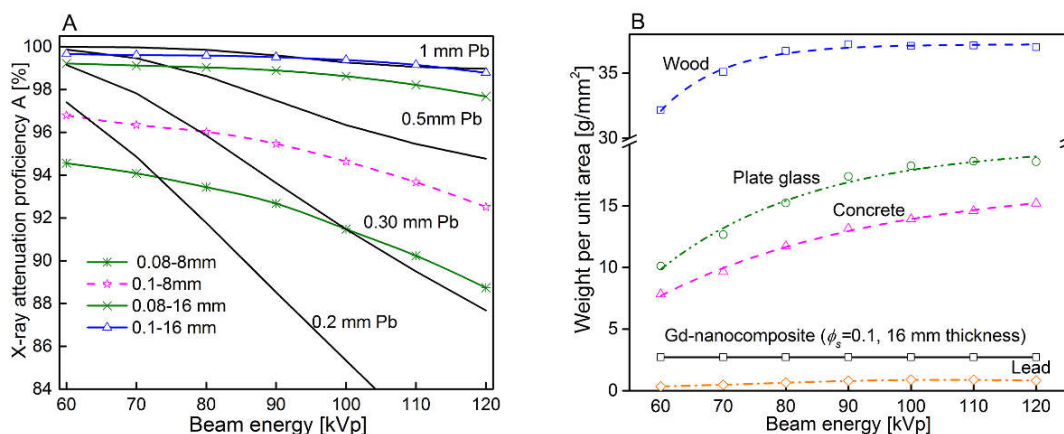 A
X-ray attenuation proficiency A [%]
100
98
96
94
92
90
88
86
84
1 mm Pb
0.5mm Pb
0.30 mm Pb
0.2 mm Pb
0.08-8mm
0.1-8mm
0.08-16 mm
0.1-16 mm
60 70 80 90 100 110 120
Beam energy [kVp]
B
Weight per unit area [g/mm²]
35
30
15
10
5
0
Wood
Plate glass
Concrete
Gd-nanocomposite (ϕₛ=0.1, 16 mm thickness)
Lead
60 70 80 90 100 110 120
Beam energy [kVp]